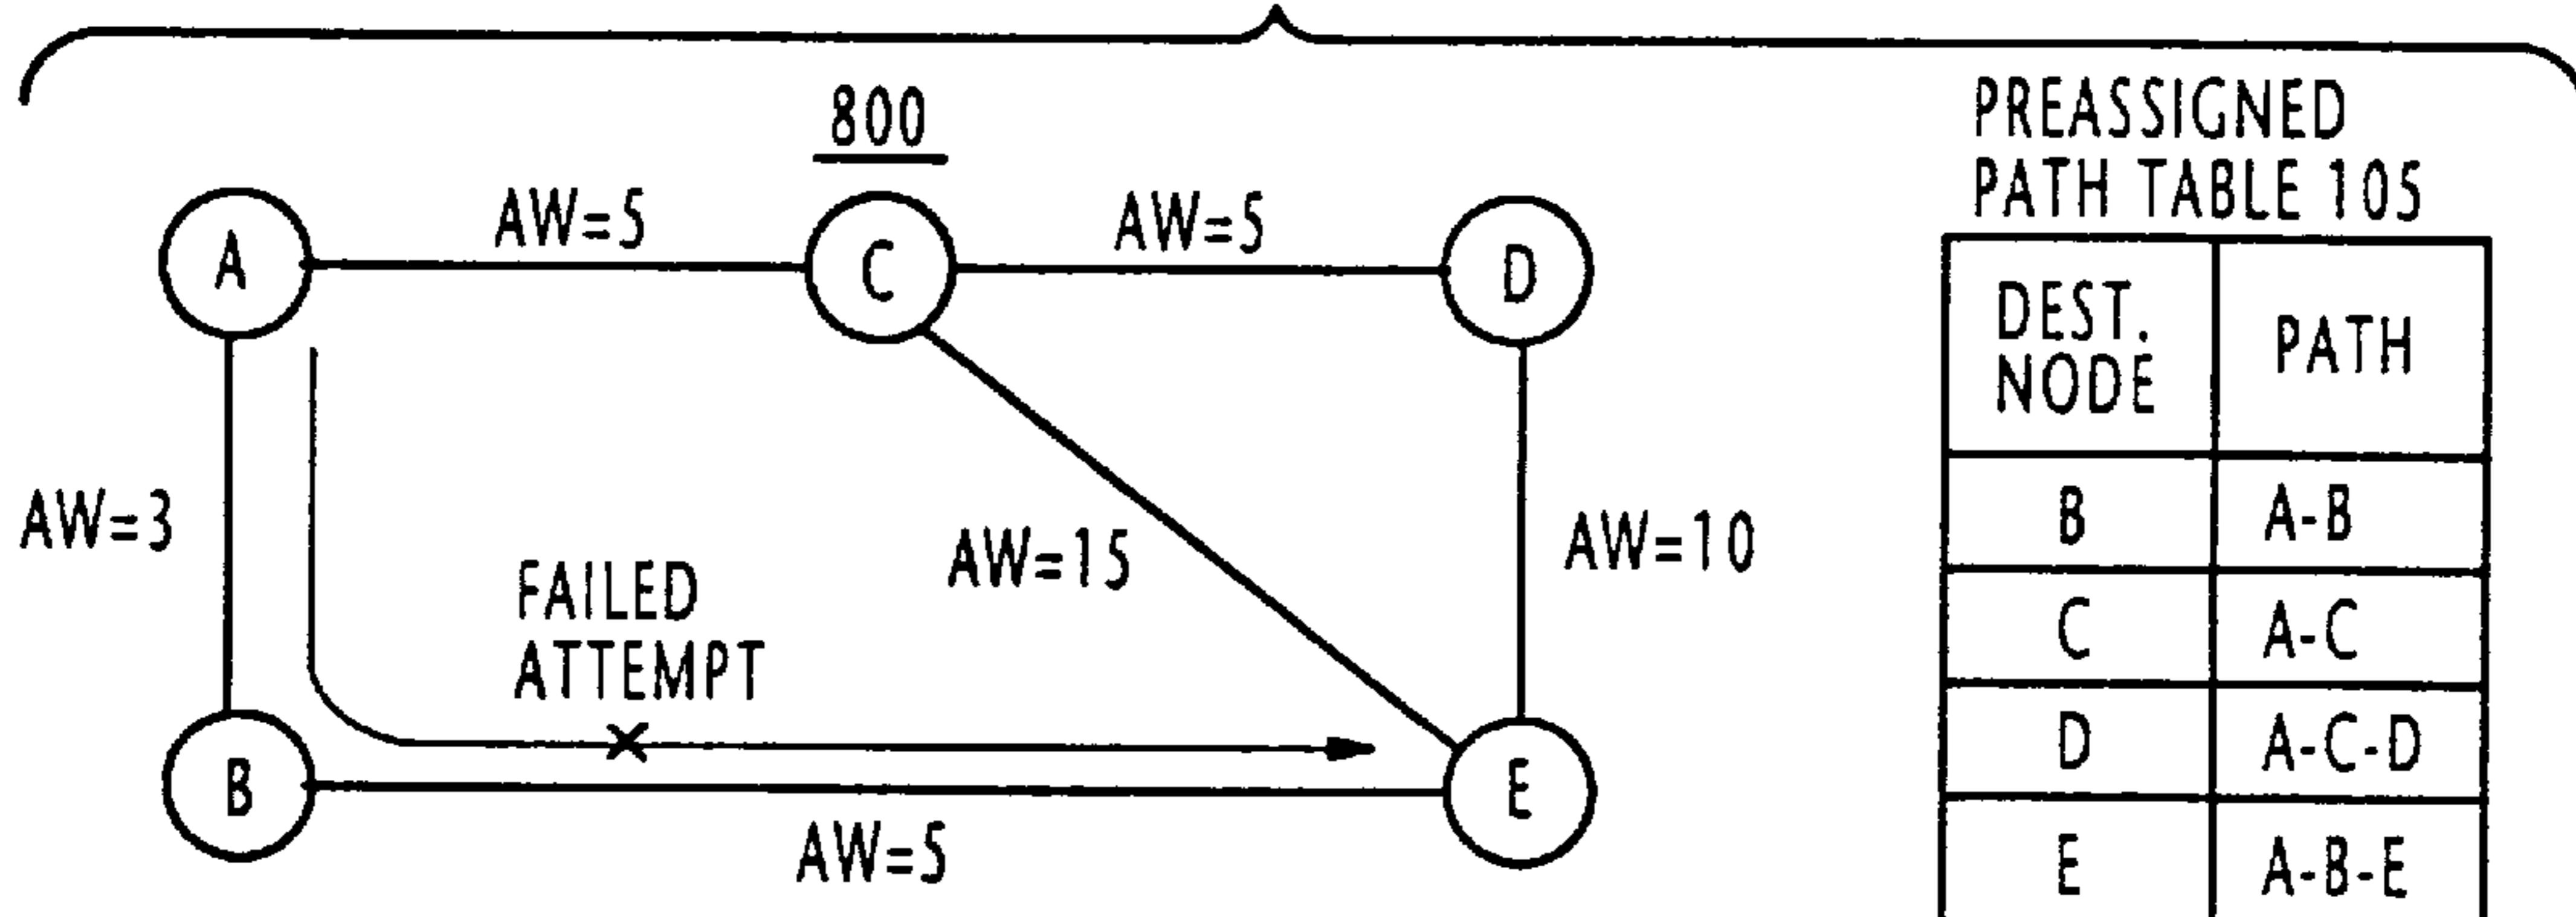 800
A
AW=5
C
AW=5
D
AW=3
FAILED
ATTEMPT
AW=15
AW=10
B
AW=5
E
PREASSIGNED
PATH TABLE 105
DEST.
NODE
PATH
B
A-B
C
A-C
D
A-C-D
E
A-B-E